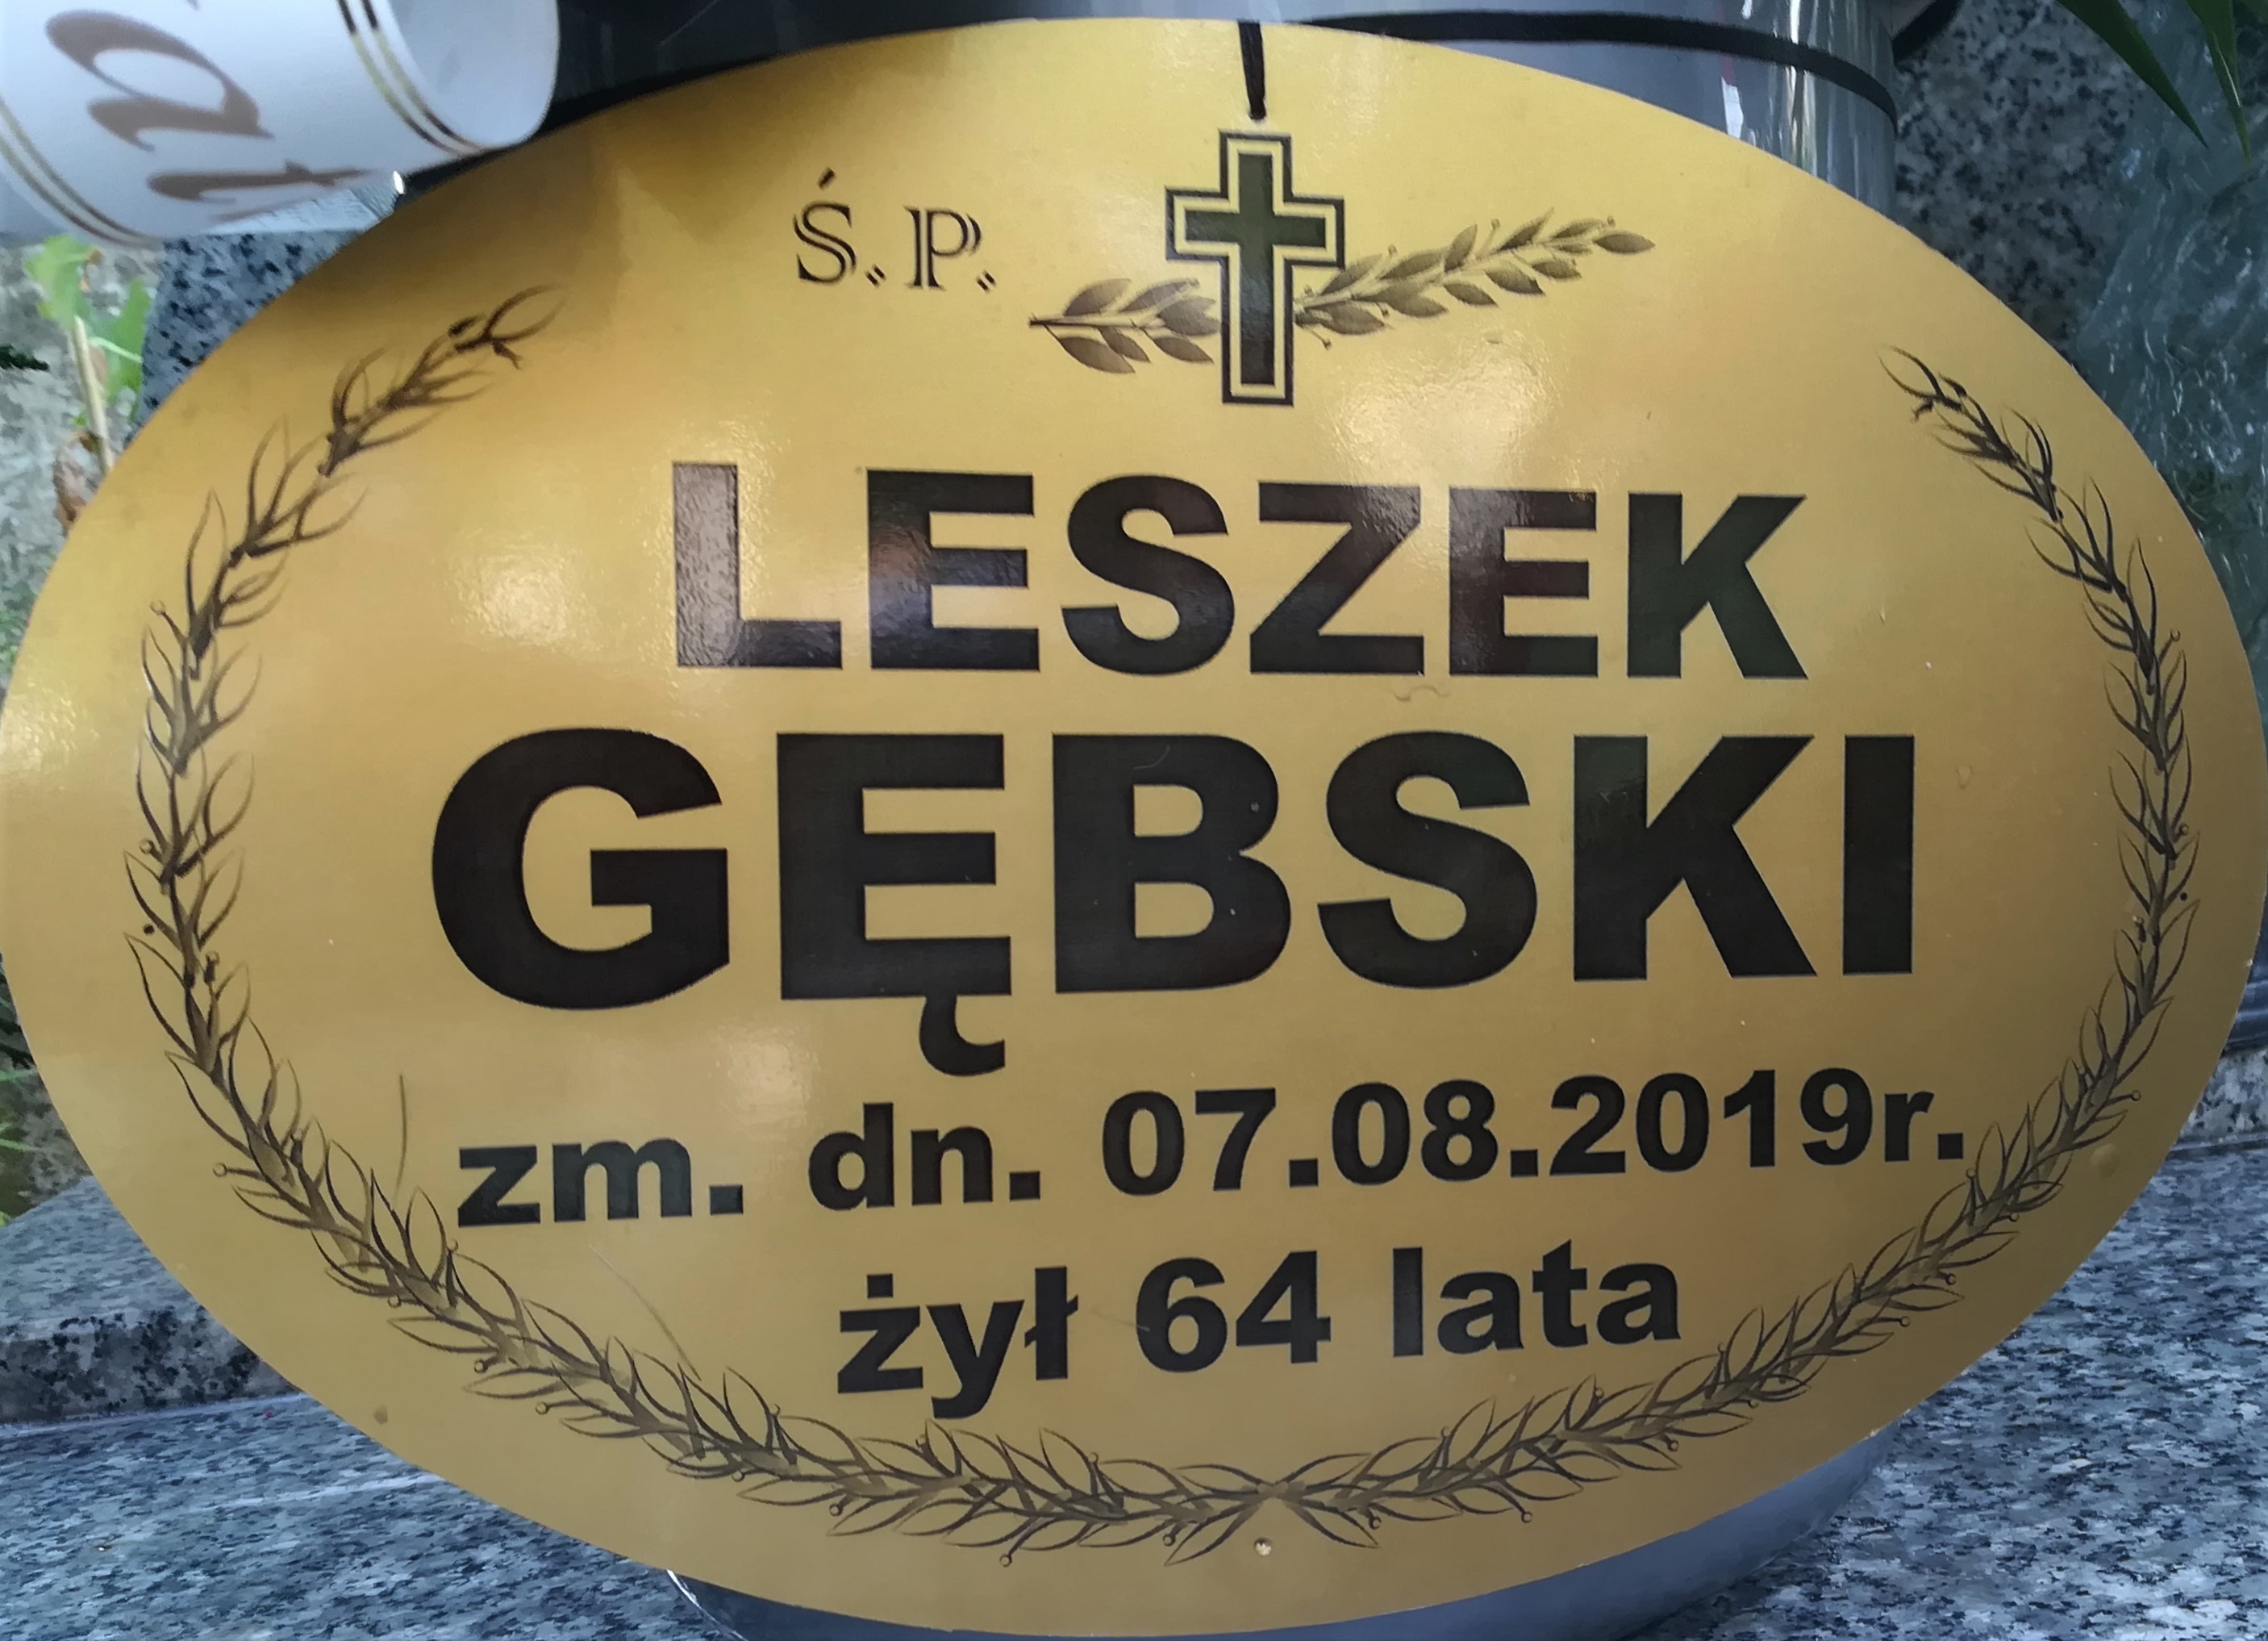 Ś.P.
LESZEK
GĘBSKI
zm. dn. 07.08.2019r.
żył 64 lata